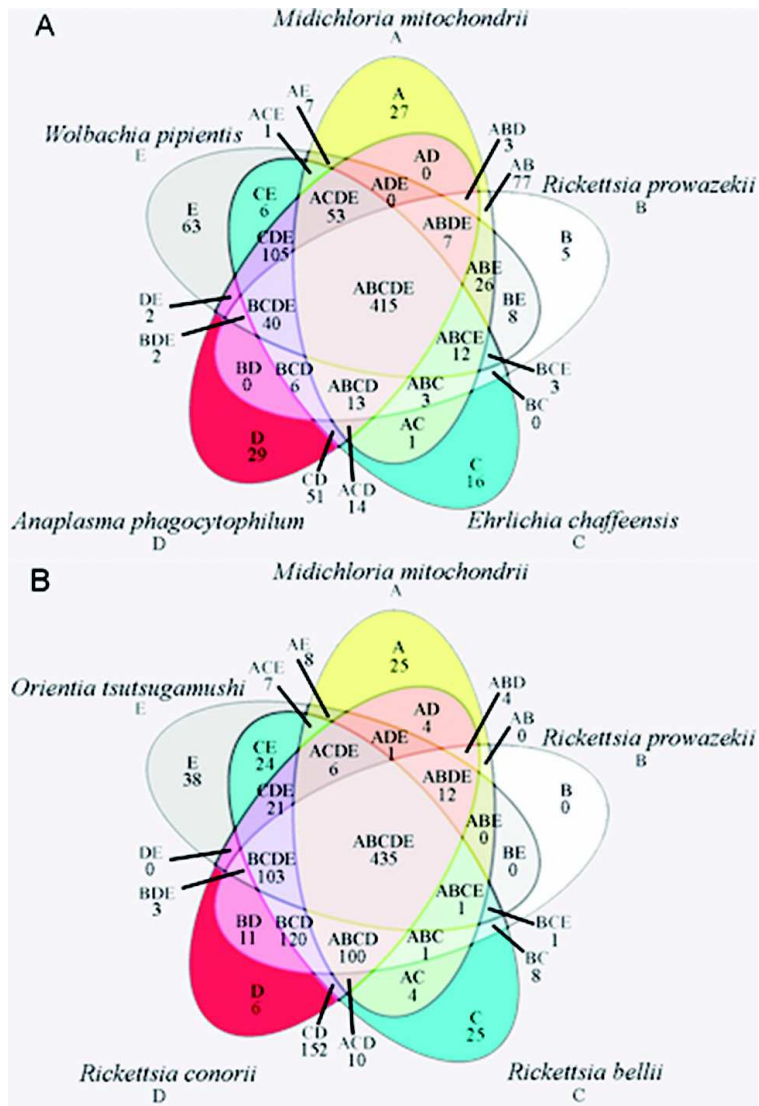 A
Midichloria mitochondrii
A
AE
7
A
27
ACE
1
ABD
3
Wolbachia pipientis
E
AD
0
AB
77
Rickettsia prowazekii
B
ADE
0
CE
6
ACDE
53
E
63
ABDE
7
B
5
CDE
105
ABE
26
ABCDE
415
BE
8
DE
2
BCDE
40
BDE
2
ABCE
12
BCE
3
BD
0
BCD
6
ABCD
13
ABC
3
BC
0
AC
1
D
29
C
16
CD
51
ACD
14
Anaplasma phagocytophilum
D
Ehrlichia chaffeensis
C
B
Midichloria mitochondrii
A
AE
8
A
25
ACE
7
ABD
4
Orientia tsutsugamushi
E
AD
4
AB
0
Rickettsia prowazekii
B
ADE
1
CE
24
ACDE
6
E
38
ABDE
12
B
0
CDE
21
ABE
0
ABCDE
435
BE
0
DE
0
BCDE
103
BDE
3
ABCE
1
BCE
1
BD
11
BCD
120
ABCD
100
ABC
1
BC
8
AC
4
D
6
C
25
CD
152
ACD
10
Rickettsia conorii
D
Rickettsia bellii
C